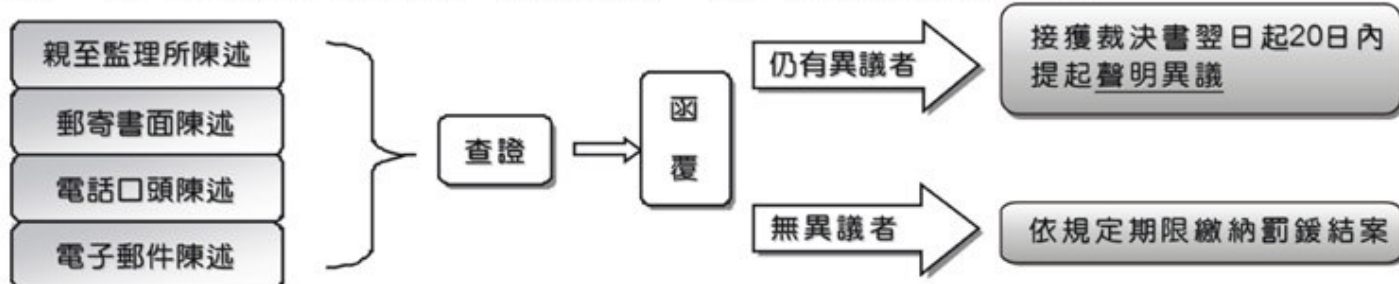 親至監理所陳述
郵寄書面陳述
電話口頭陳述
電子郵件陳述
查證
函
覆
仍有異議者
接獲裁決書翌日起20日內
提起聲明異議
無異議者
依規定期限繳納罰鍰結案